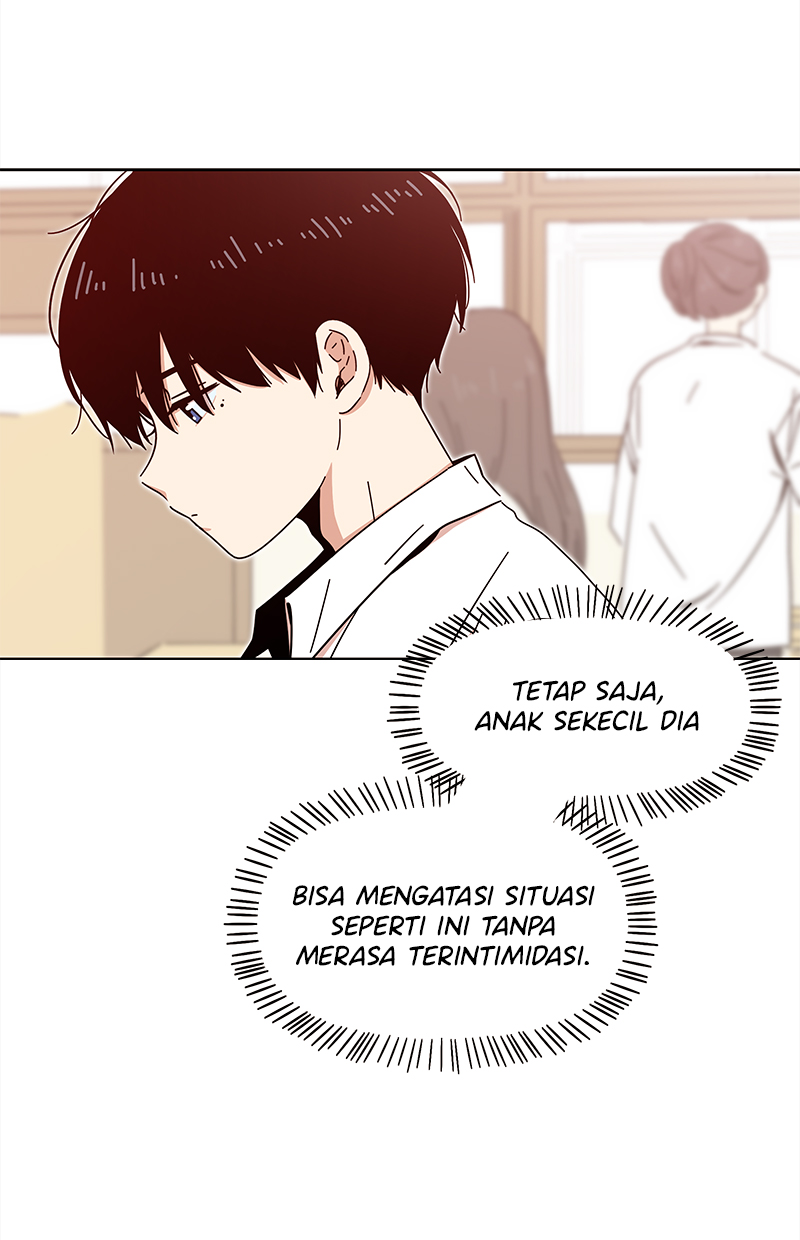 TETAP SAJA,
ANAK SEKECIL DIA
BISA MENGATASI SITUASI
SEPERTI INI TANPA
MERASA TERINTIMIDASI.